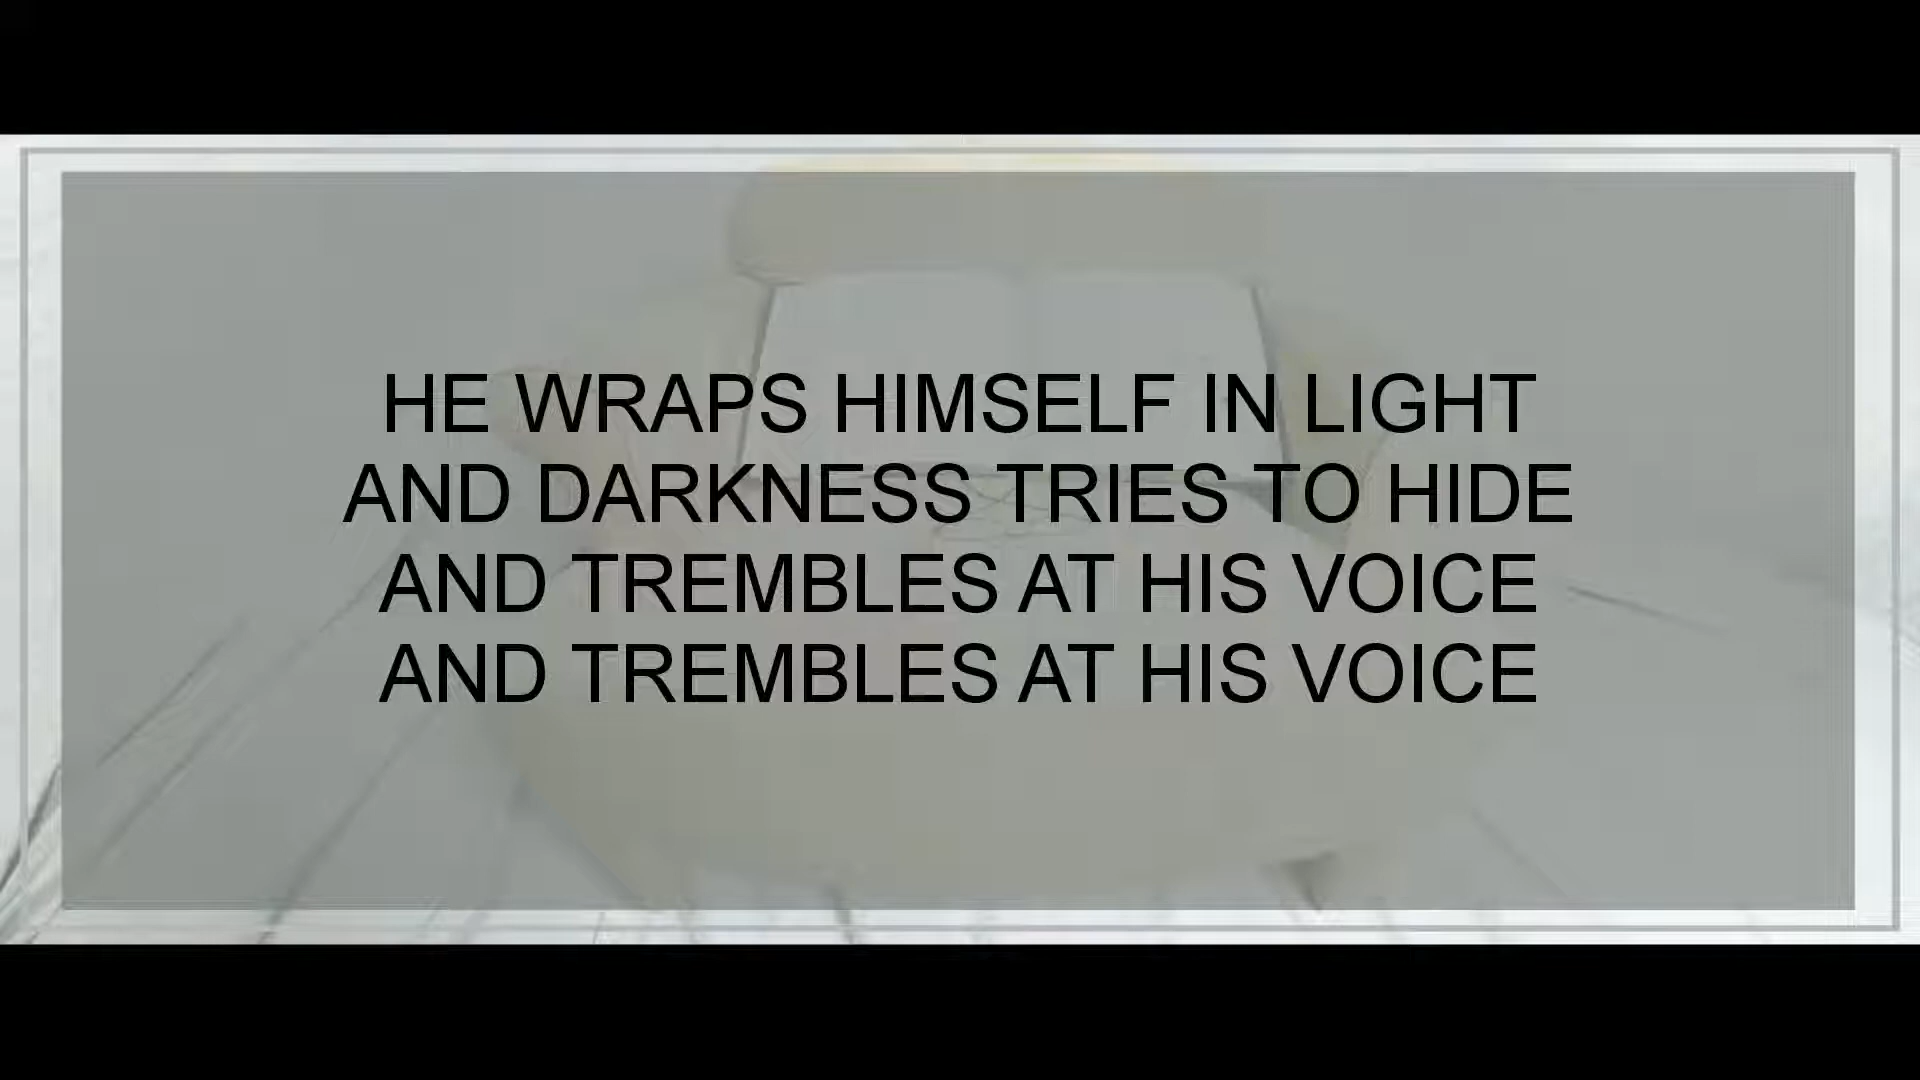 HE WRAPS HIMSELF IN LIGHT
AND DARKNESS TRIES TO HIDE
AND TREMBLES AT HIS VOICE
AND TREMBLES AT HIS VOICE